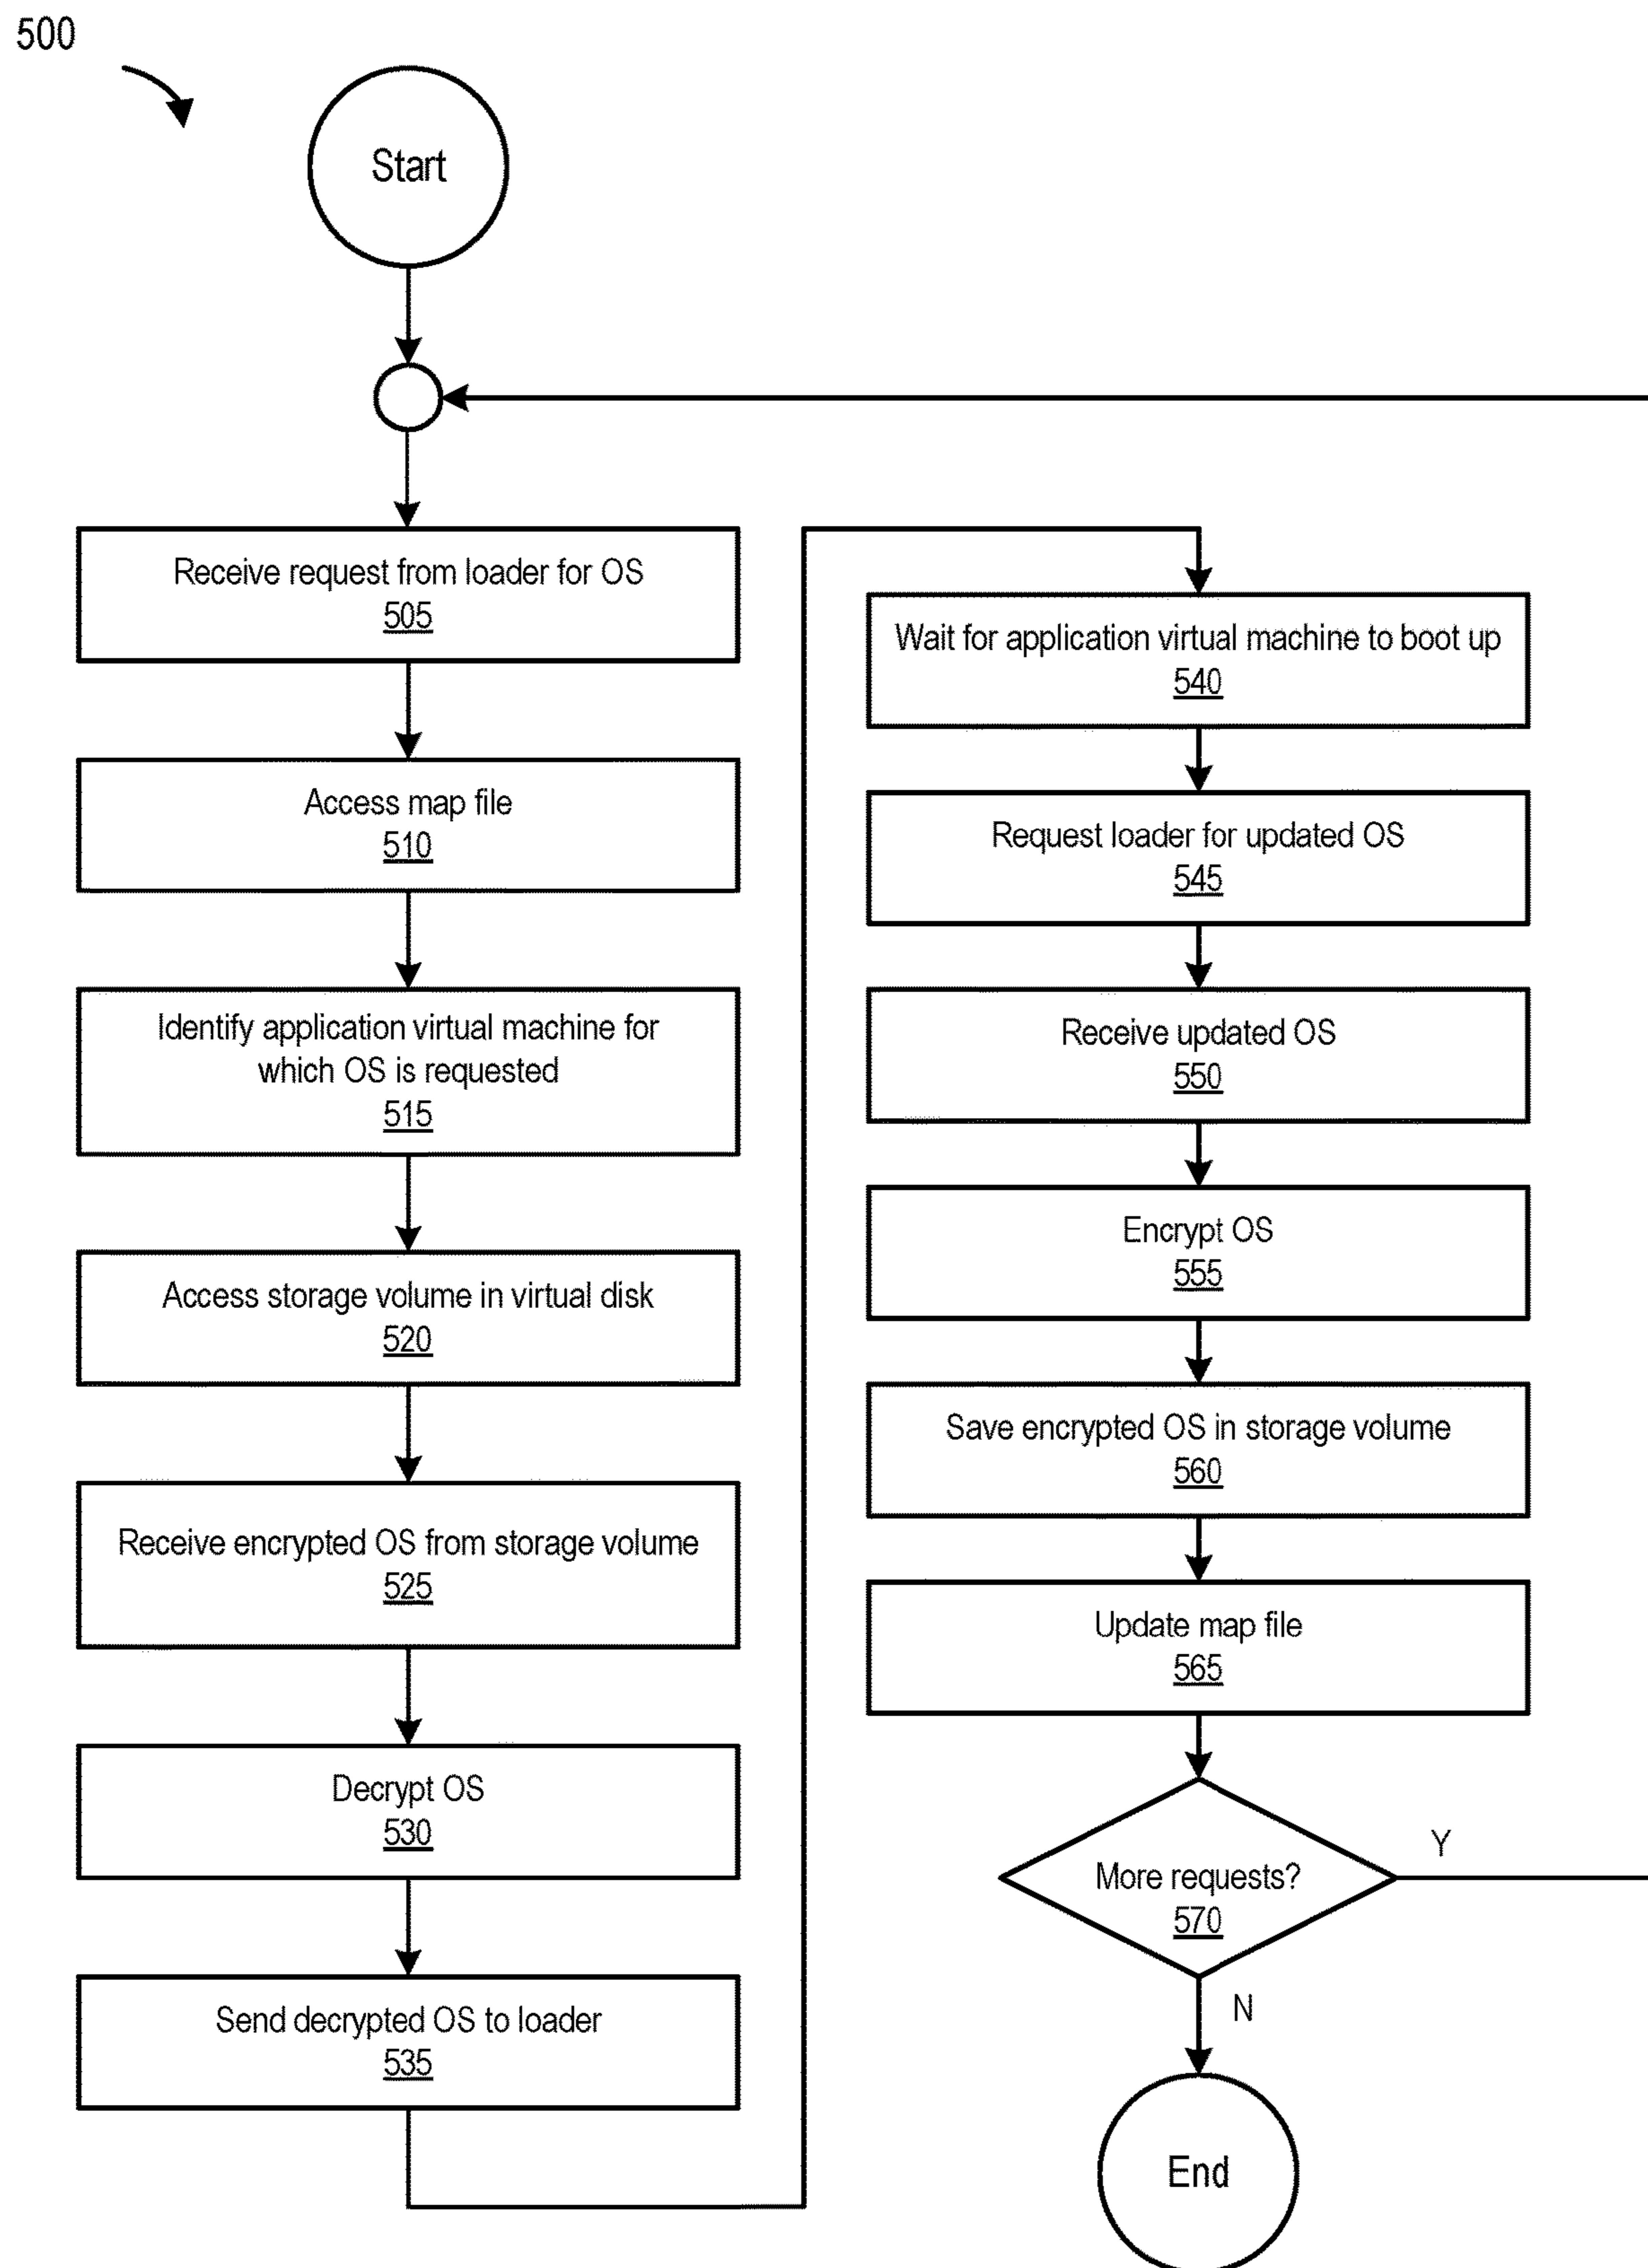 500
Start
Receive request from loader for OS
505
Access map file
510
Identify application virtual machine for
which OS is requested
515
Access storage volume in virtual disk
520
Receive encrypted OS from storage volume
525
Decrypt OS
530
Send decrypted OS to loader
535
Wait for application virtual machine to boot up
540
Request loader for updated OS
545
Receive updated OS
550
Encrypt OS
555
Save encrypted OS in storage volume
560
Update map file
565
More requests?
570
Y
N
End